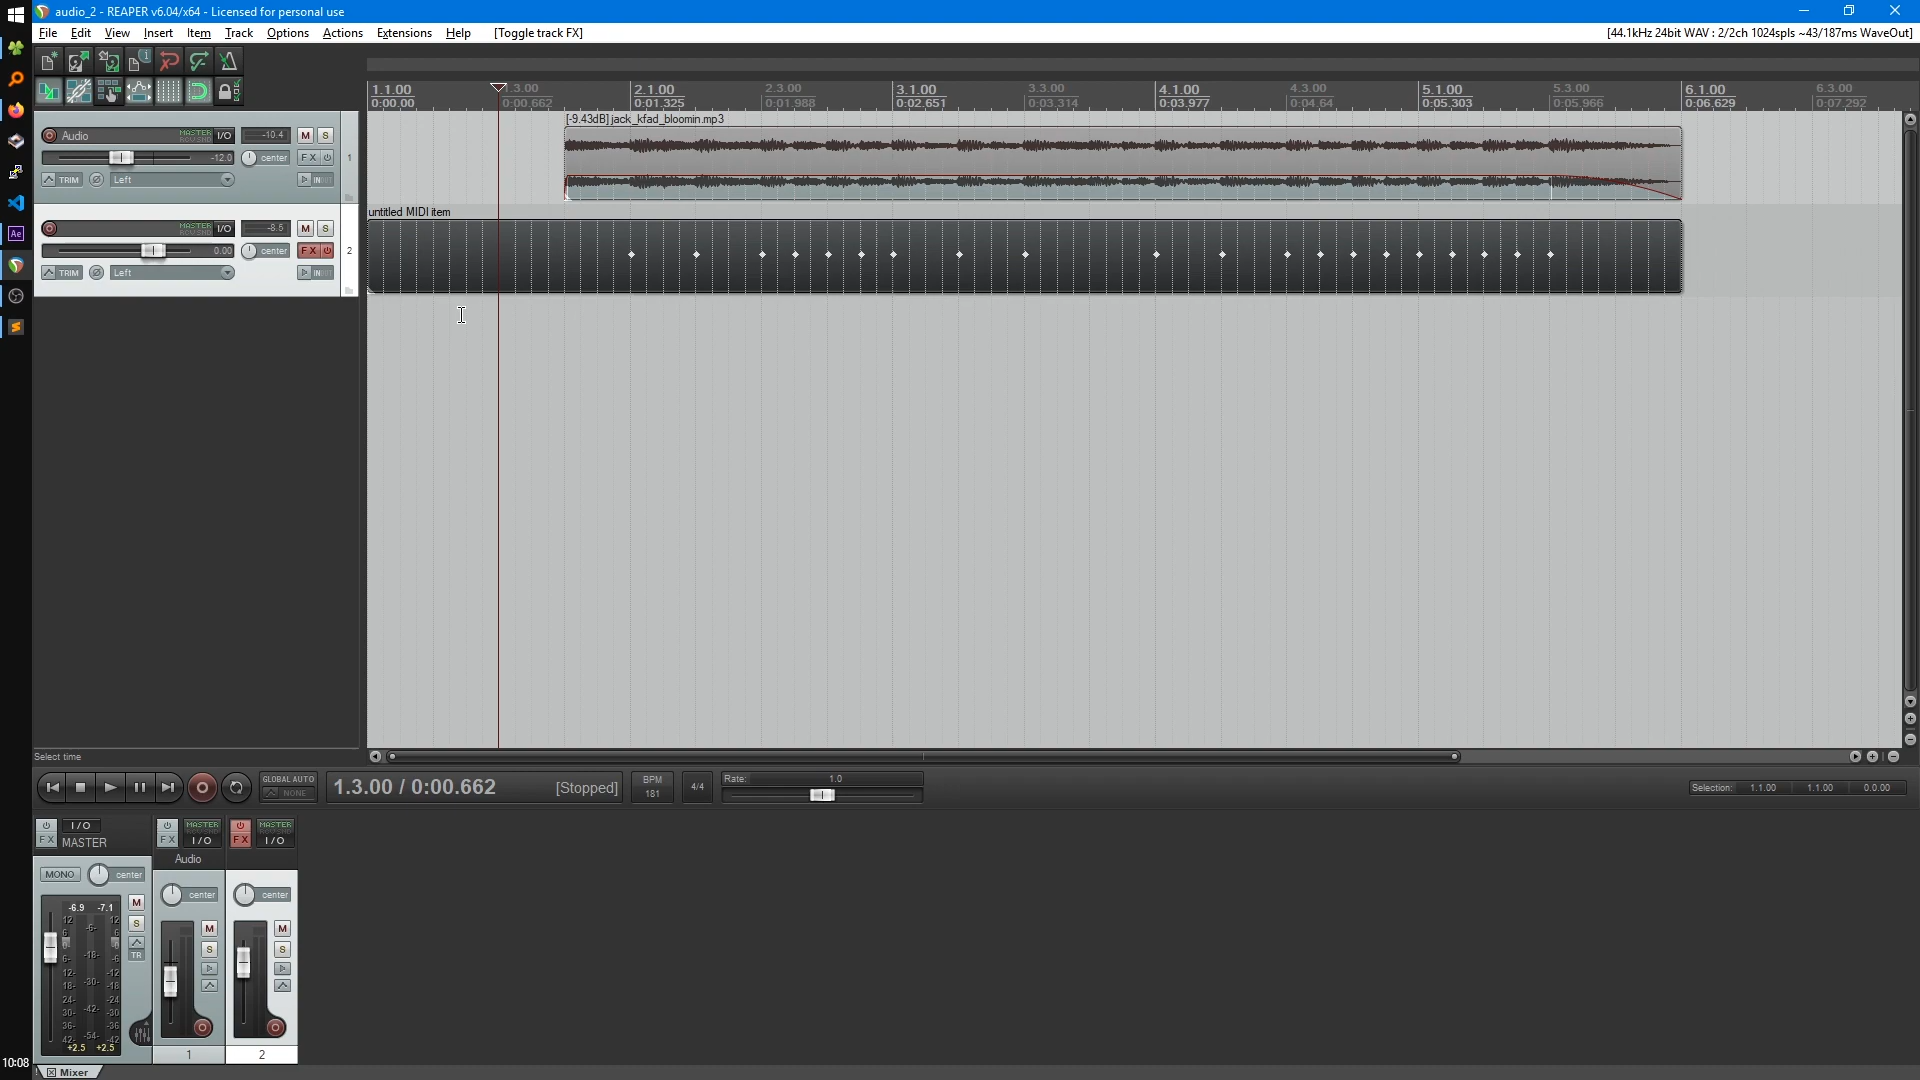 audio_2 - REAPER v6.04/x64 - Licensed for personal use
File Edit View Insert Item Track Options Actions Extensions Help [Toggle track FX]
[44.1kHz 24bit WAV : 2/2ch 1024spls ~43/187ms WaveOut]
1.1.00 1.3.00 2.1.00 2.3.00 3.1.00 3.3.00 4.1.00 4.3.00 5.1.00 5.3.00 6.1.00 6.3.00
0:00.00 0:00.662 0:01.325 0:01.988 0:02.651 0:03.314 0:03.977 0:04.64 0:05.303 0:05.966 0:06.629 0:07.292
[-9.43dB] jack_kfad_bloomin.mp3
Audio MASTER I/O -10.4 M S
-12.0 center FX 1
TRIM Left IN
untitled MIDI item
MASTER I/O -8.5 M S
0.00 center FX 2
TRIM Left IN
Select time
GLOBAL AUTO
NONE
1.3.00 / 0:00.662 [Stopped]
BPM
181
4/4
Rate: 1.0
Selection: 1.1.00 1.1.00 0.0.00
I/O
FX MASTER
MONO center
-6.9 -7.1
M
S
TR
12 -6- 12
6 6
0 0
6- -18- -6
12- -12
18- -30- -18
24- -24
30- -42- -30
36- -54- -36
42- -42
+2.5 +2.5
MASTER
FX I/O
Audio
center
M
S
1
MASTER
FX I/O
center
M
S
2
10:08
Mixer